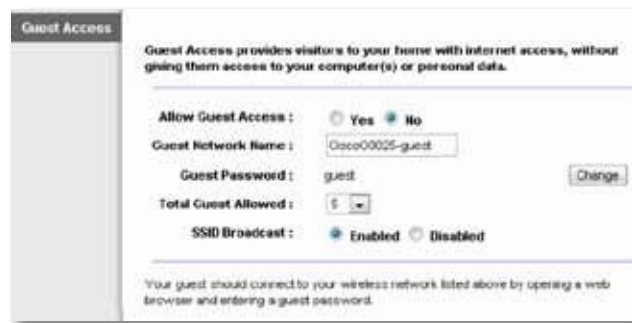 Guest Access
Guest Access provides visitors to your home with internet access, without
giving them access to your computer(s) or personal data.
Allow Guest Access : Yes No
Guest Network Name : Cisco00025-guest
Guest Password : guest Change
Total Guest Allowed : 5
SSID Broadcast : Enabled Disabled
Your guest should connect to your wireless network listed above by opening a web
browser and entering a guest password.